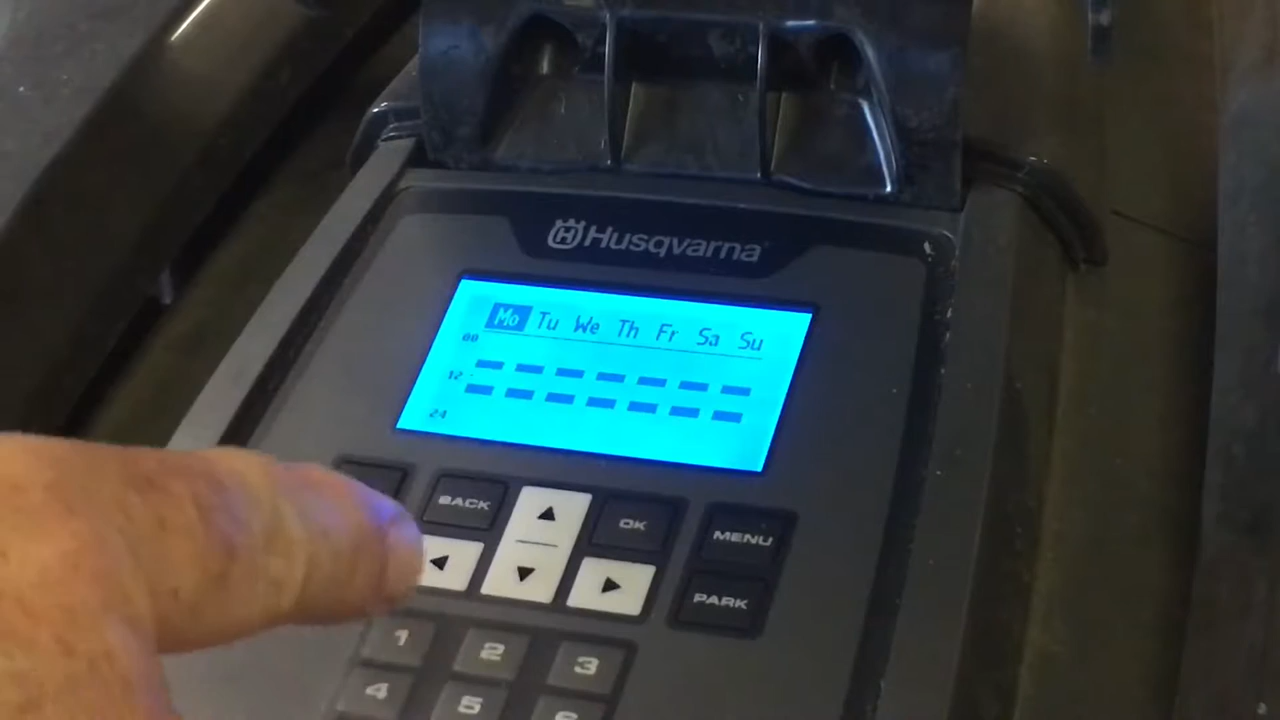 Husqvarna
Mo Tu We Th Fr Sa Su
00
12
24
BACK
OK
MENU
PARK
1 2 3
4 5 6